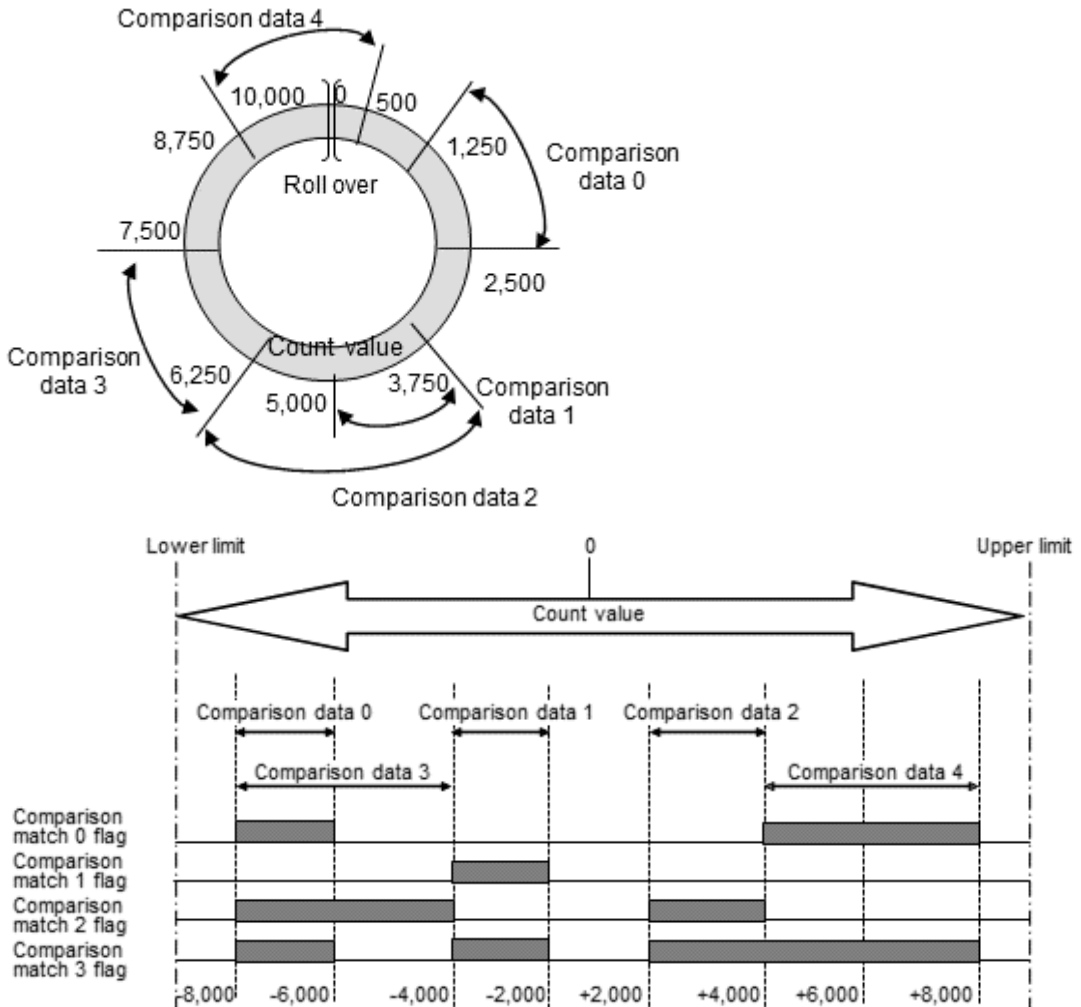 Comparison data 4
10,000
0
500
8,750
1,250
Comparison
data 0
Roll over
7,500
2,500
Count value
Comparison
data 3
6,250
3,750
Comparison
data 1
5,000
Comparison data 2
Lower limit
0
Upper limit
Count value
Comparison data 0
Comparison data 1
Comparison data 2
Comparison data 3
Comparison data 4
Comparison
match 0 flag
Comparison
match 1 flag
Comparison
match 2 flag
Comparison
match 3 flag
-8,000
-6,000
-4,000
-2,000
+2,000
+4,000
+6,000
+8,000